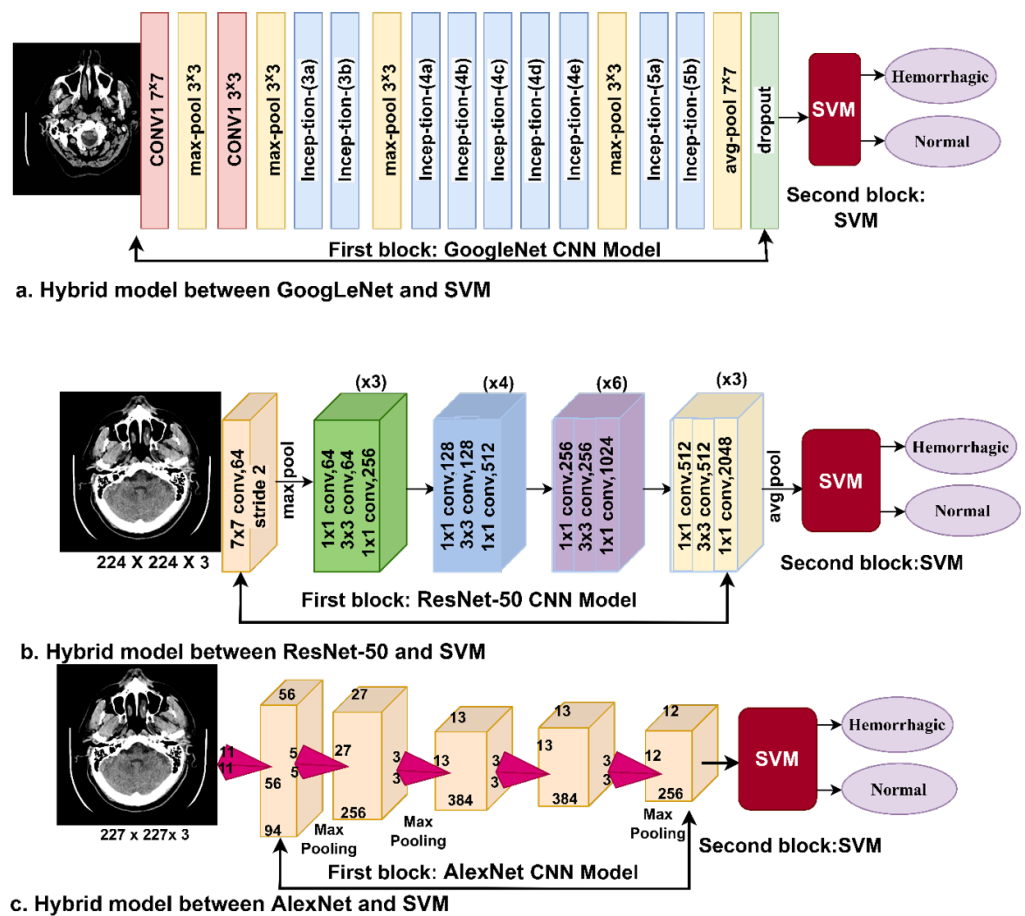 CONV1 7×7
max-pool 3×3
CONV1 3×3
max-pool 3×3
Incep-tion-(3a)
Incep-tion-(3b)
max-pool 3×3
Incep-tion-(4a)
Incep-tion-(4b)
Incep-tion-(4c)
Incep-tion-(4d)
Incep-tion-(4e)
max-pool 3×3
Incep-tion-(5a)
Incep-tion-(5b)
avg-pool 7×7
dropout
SVM
Hemorrhagic
Normal
Second block:
SVM
First block: GoogleNet CNN Model
a. Hybrid model between GoogLeNet and SVM
224 X 224 X 3
7x7 conv,64
stride 2
max pool
(x3)
1x1 conv,64
3x3 conv,64
1x1 conv,256
(x4)
1x1 conv,128
3x3 conv,128
1x1 conv,512
(x6)
1x1 conv,256
3x3 conv,256
1x1 conv,1024
(x3)
1x1 conv,512
3x3 conv,512
1x1 conv,2048
avg pool
SVM
Hemorrhagic
Normal
Second block:SVM
First block: ResNet-50 CNN Model
b. Hybrid model between ResNet-50 and SVM
227 x 227x 3
11
11
56
56
94
5
5
27
27
256
Max
Pooling
3
3
13
13
384
Max
Pooling
3
3
13
13
384
3
3
12
12
256
Max
Pooling
SVM
Hemorrhagic
Normal
Second block:SVM
First block: AlexNet CNN Model
c. Hybrid model between AlexNet and SVM